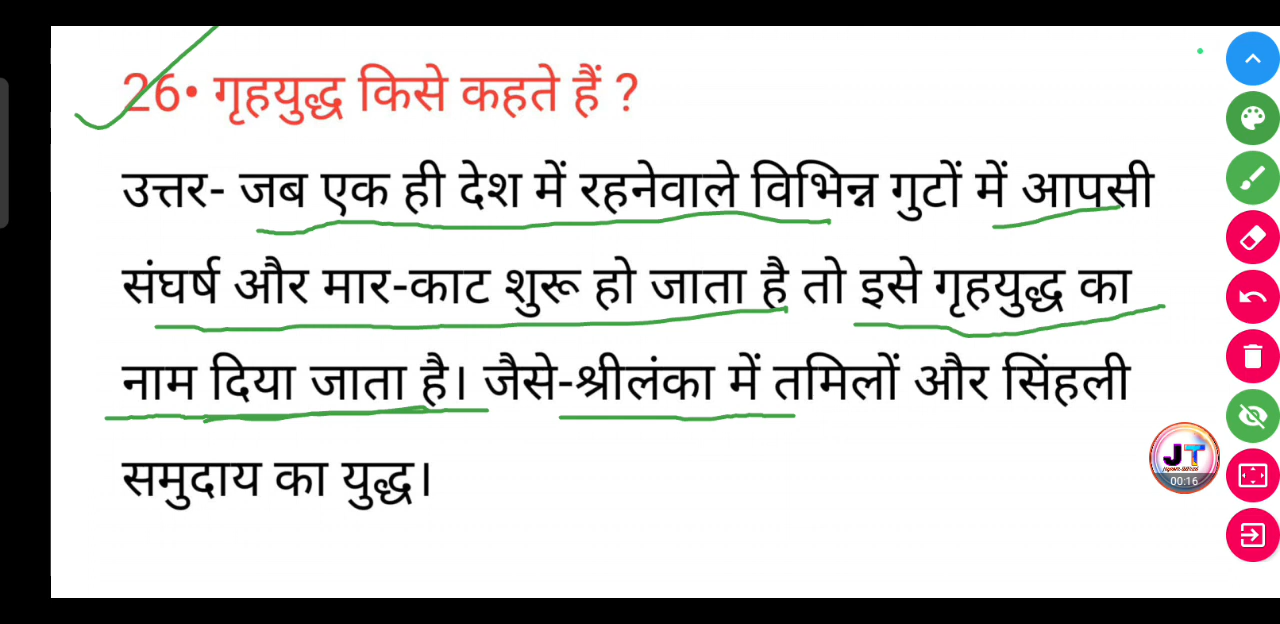 26• गृहयुद्ध किसे कहते हैं ?
उत्तर- जब एक ही देश में रहनेवाले विभिन्न गुटों में आपसी
संघर्ष और मार-काट शुरू हो जाता है तो इसे गृहयुद्ध का
नाम दिया जाता है। जैसे-श्रीलंका में तमिलों और सिंहली
समुदाय का युद्ध।
JT
00:16